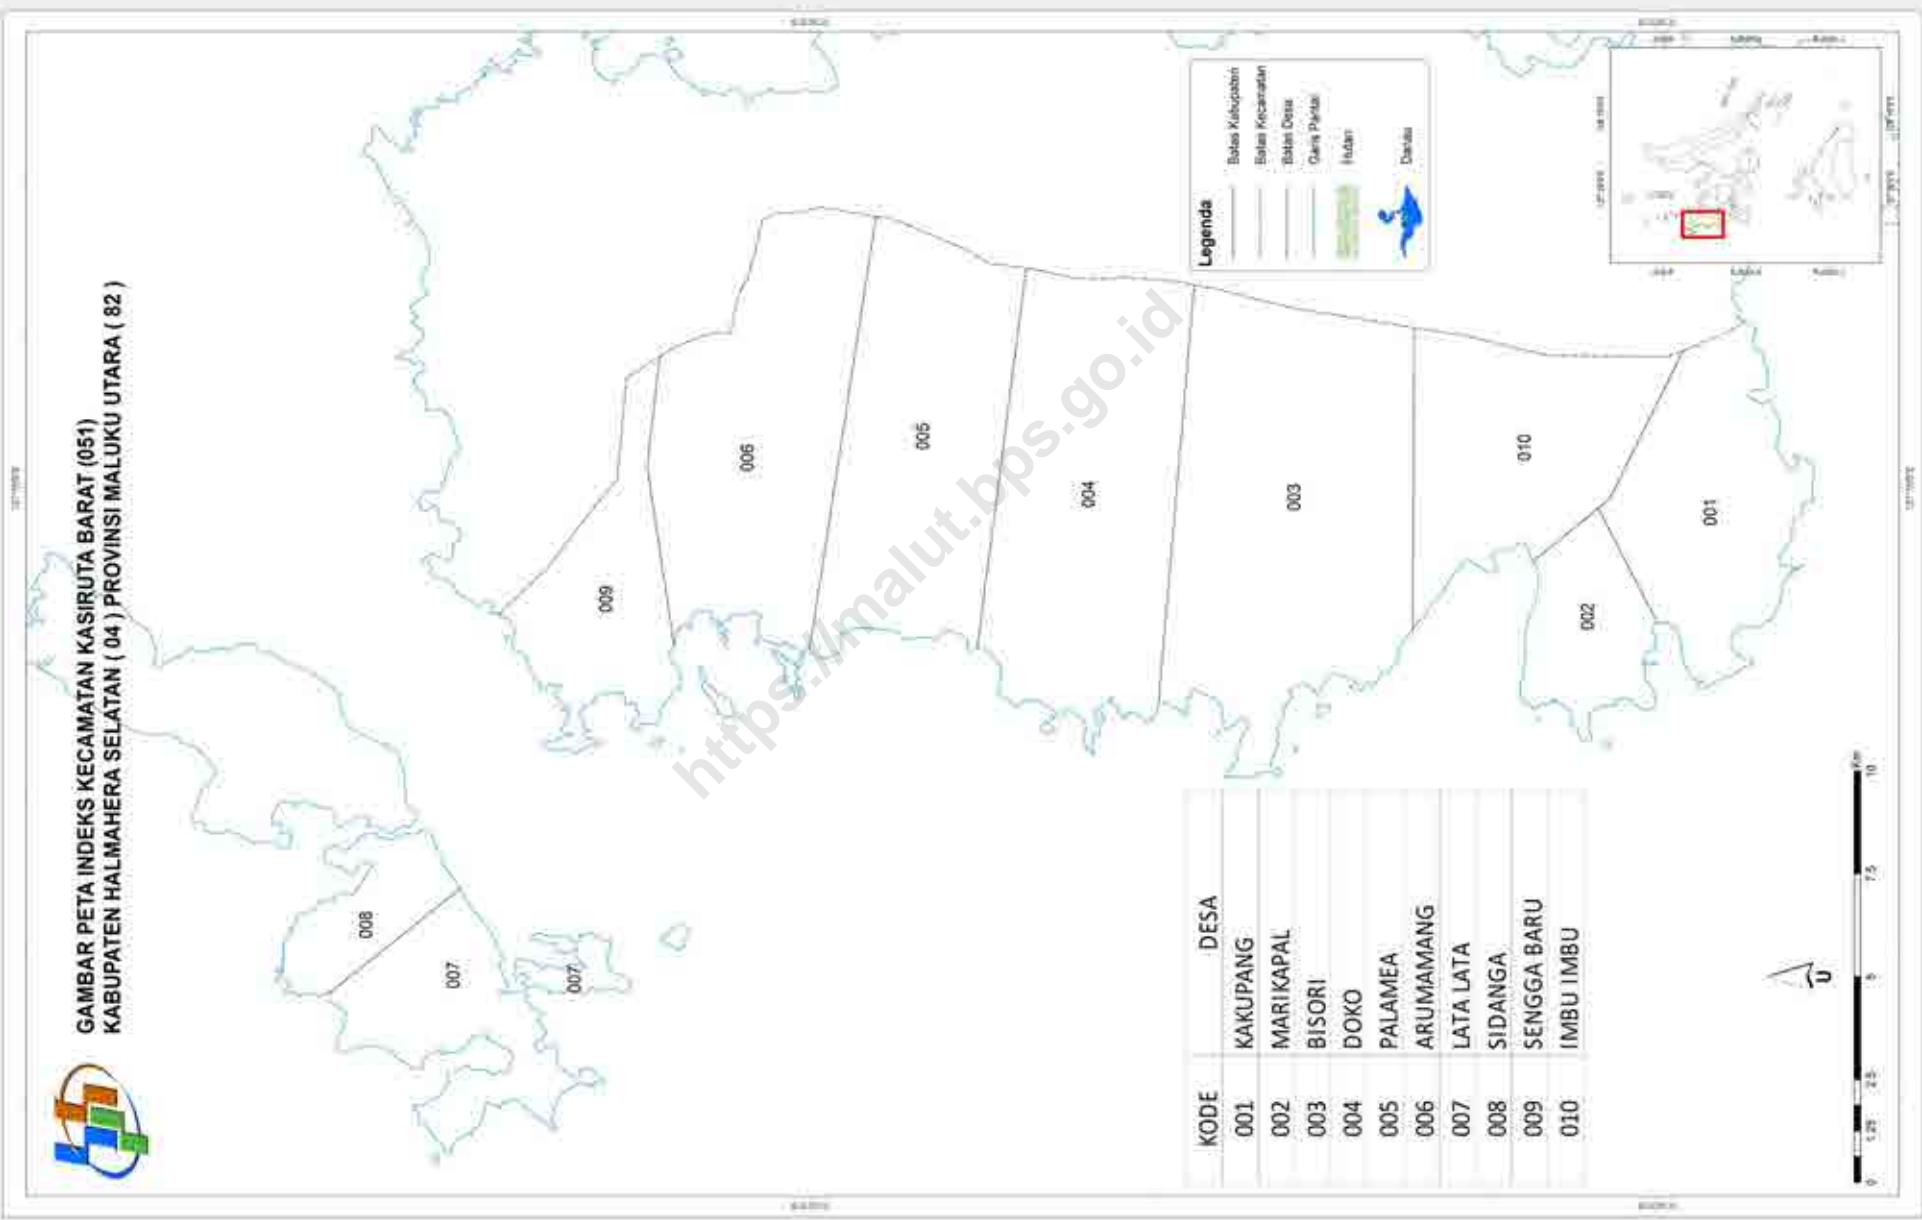 GAMBAR PETA INDEKS KECAMATAN KASIRUTA BARAT (051)
KABUPATEN HALMAHERA SELATAN ( 04 ) PROVINSI MALUKU UTARA ( 82 )
008
007
007
009
006
005
004
003
010
002
001
https://malut.bps.go.id
Legenda
Batas Kabupaten
Batas Kecamatan
Batas Desa
Garis Pantai
Hutan
Danau
KODE DESA
001 KAKUPANG
002 MARIKAPAL
003 BISORI
004 DOKO
005 PALAMEA
006 ARUMAMANG
007 LATA LATA
008 SIDANGA
009 SENGGA BARU
010 IMBU IMBU
U
0 1.25 2.5 5 7.5 10
Km